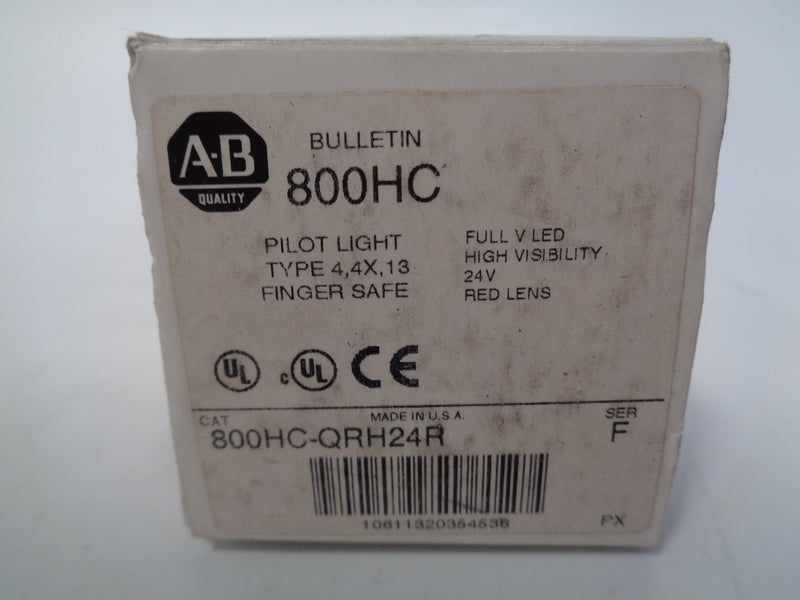 A-B
QUALITY
BULLETIN
800HC
PILOT LIGHT
TYPE 4,4X,13
FINGER SAFE
FULL V LED
HIGH VISIBILITY
24V
RED LENS
UL
c UL CE
MADE IN U.S.A.
CAT
800HC-QRH24R
SER
F
10611320354536
PX